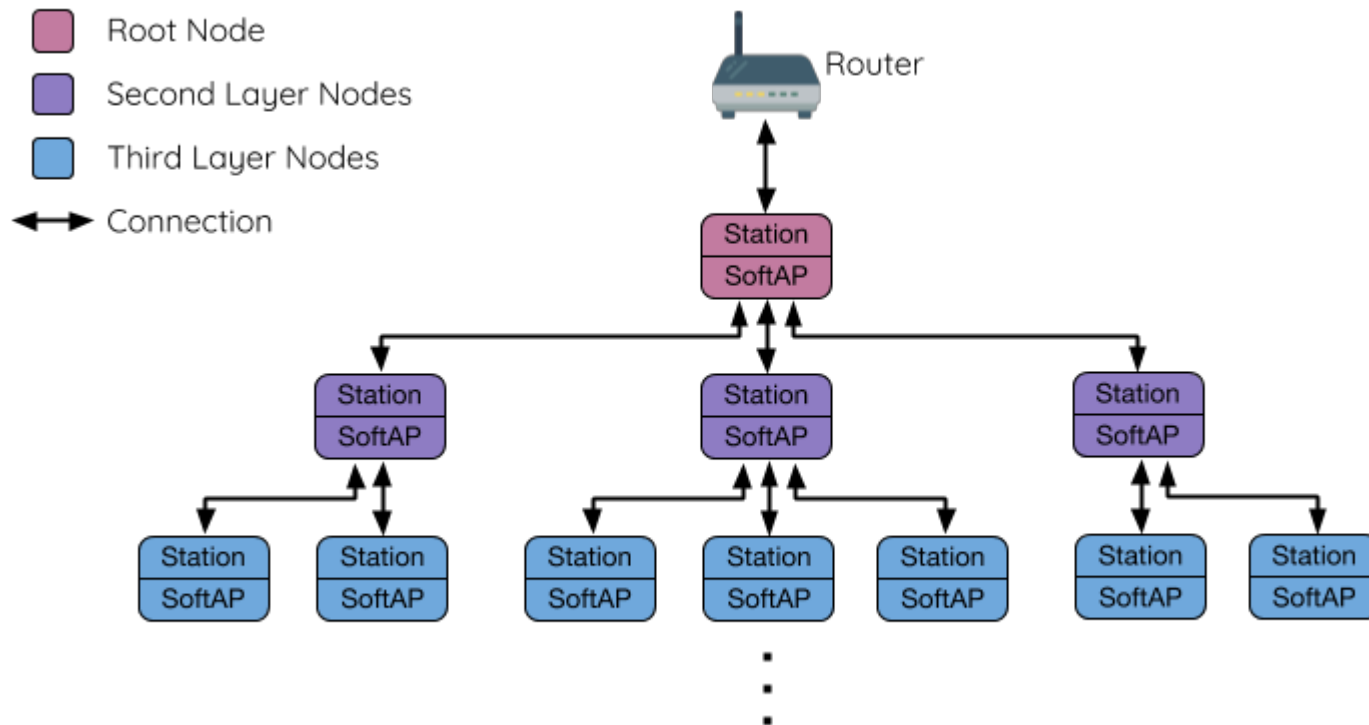 Root Node
Second Layer Nodes
Third Layer Nodes
Connection
Router
Station
SoftAP
Station
SoftAP
Station
SoftAP
Station
SoftAP
Station
SoftAP
Station
SoftAP
Station
SoftAP
Station
SoftAP
Station
SoftAP
Station
SoftAP
Station
SoftAP